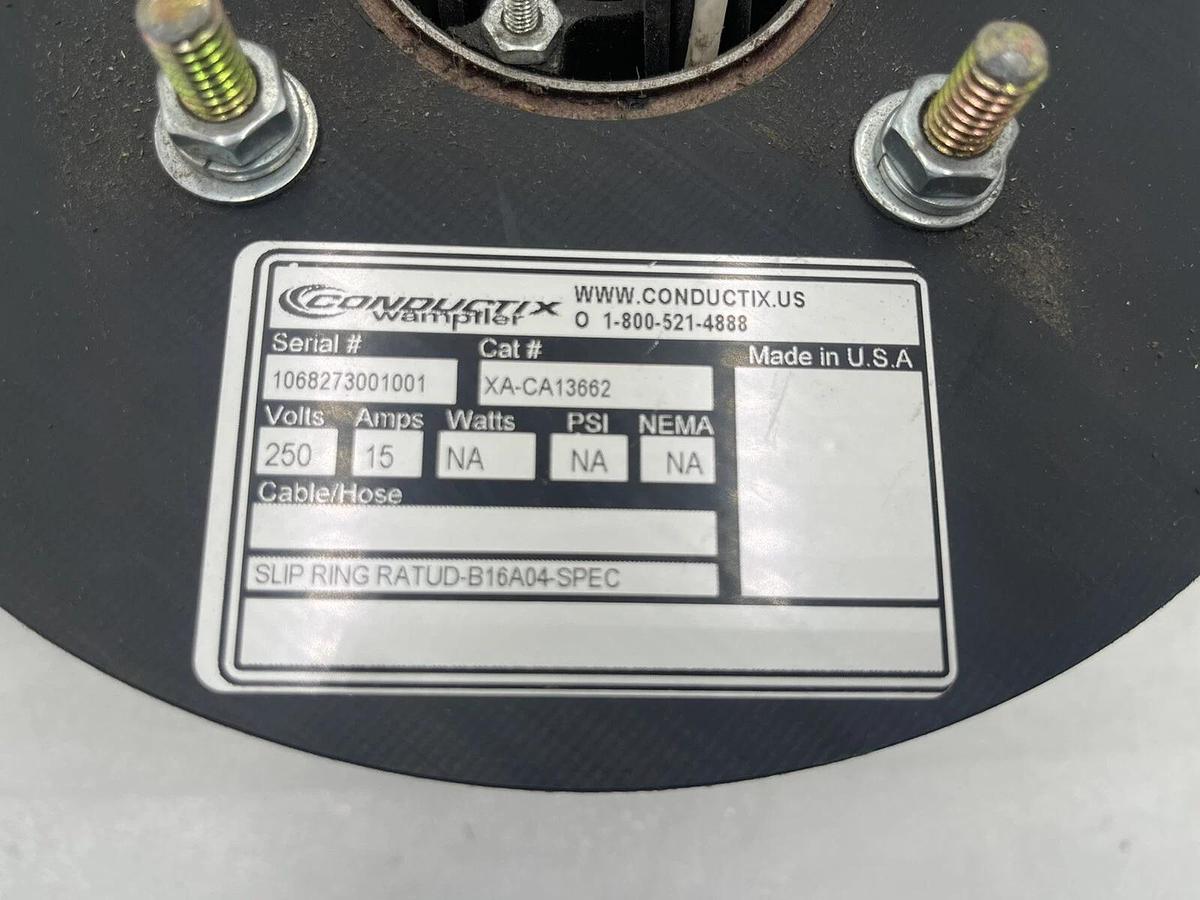 CONDUCTIX
wampfler
WWW.CONDUCTIX.US
O 1-800-521-4888
Serial #
Cat #
Made in U.S.A
1068273001001
XA-CA13662
Volts
Amps
Watts
PSI
NEMA
250
15
NA
NA
NA
Cable/Hose
SLIP RING RATUD-B16A04-SPEC